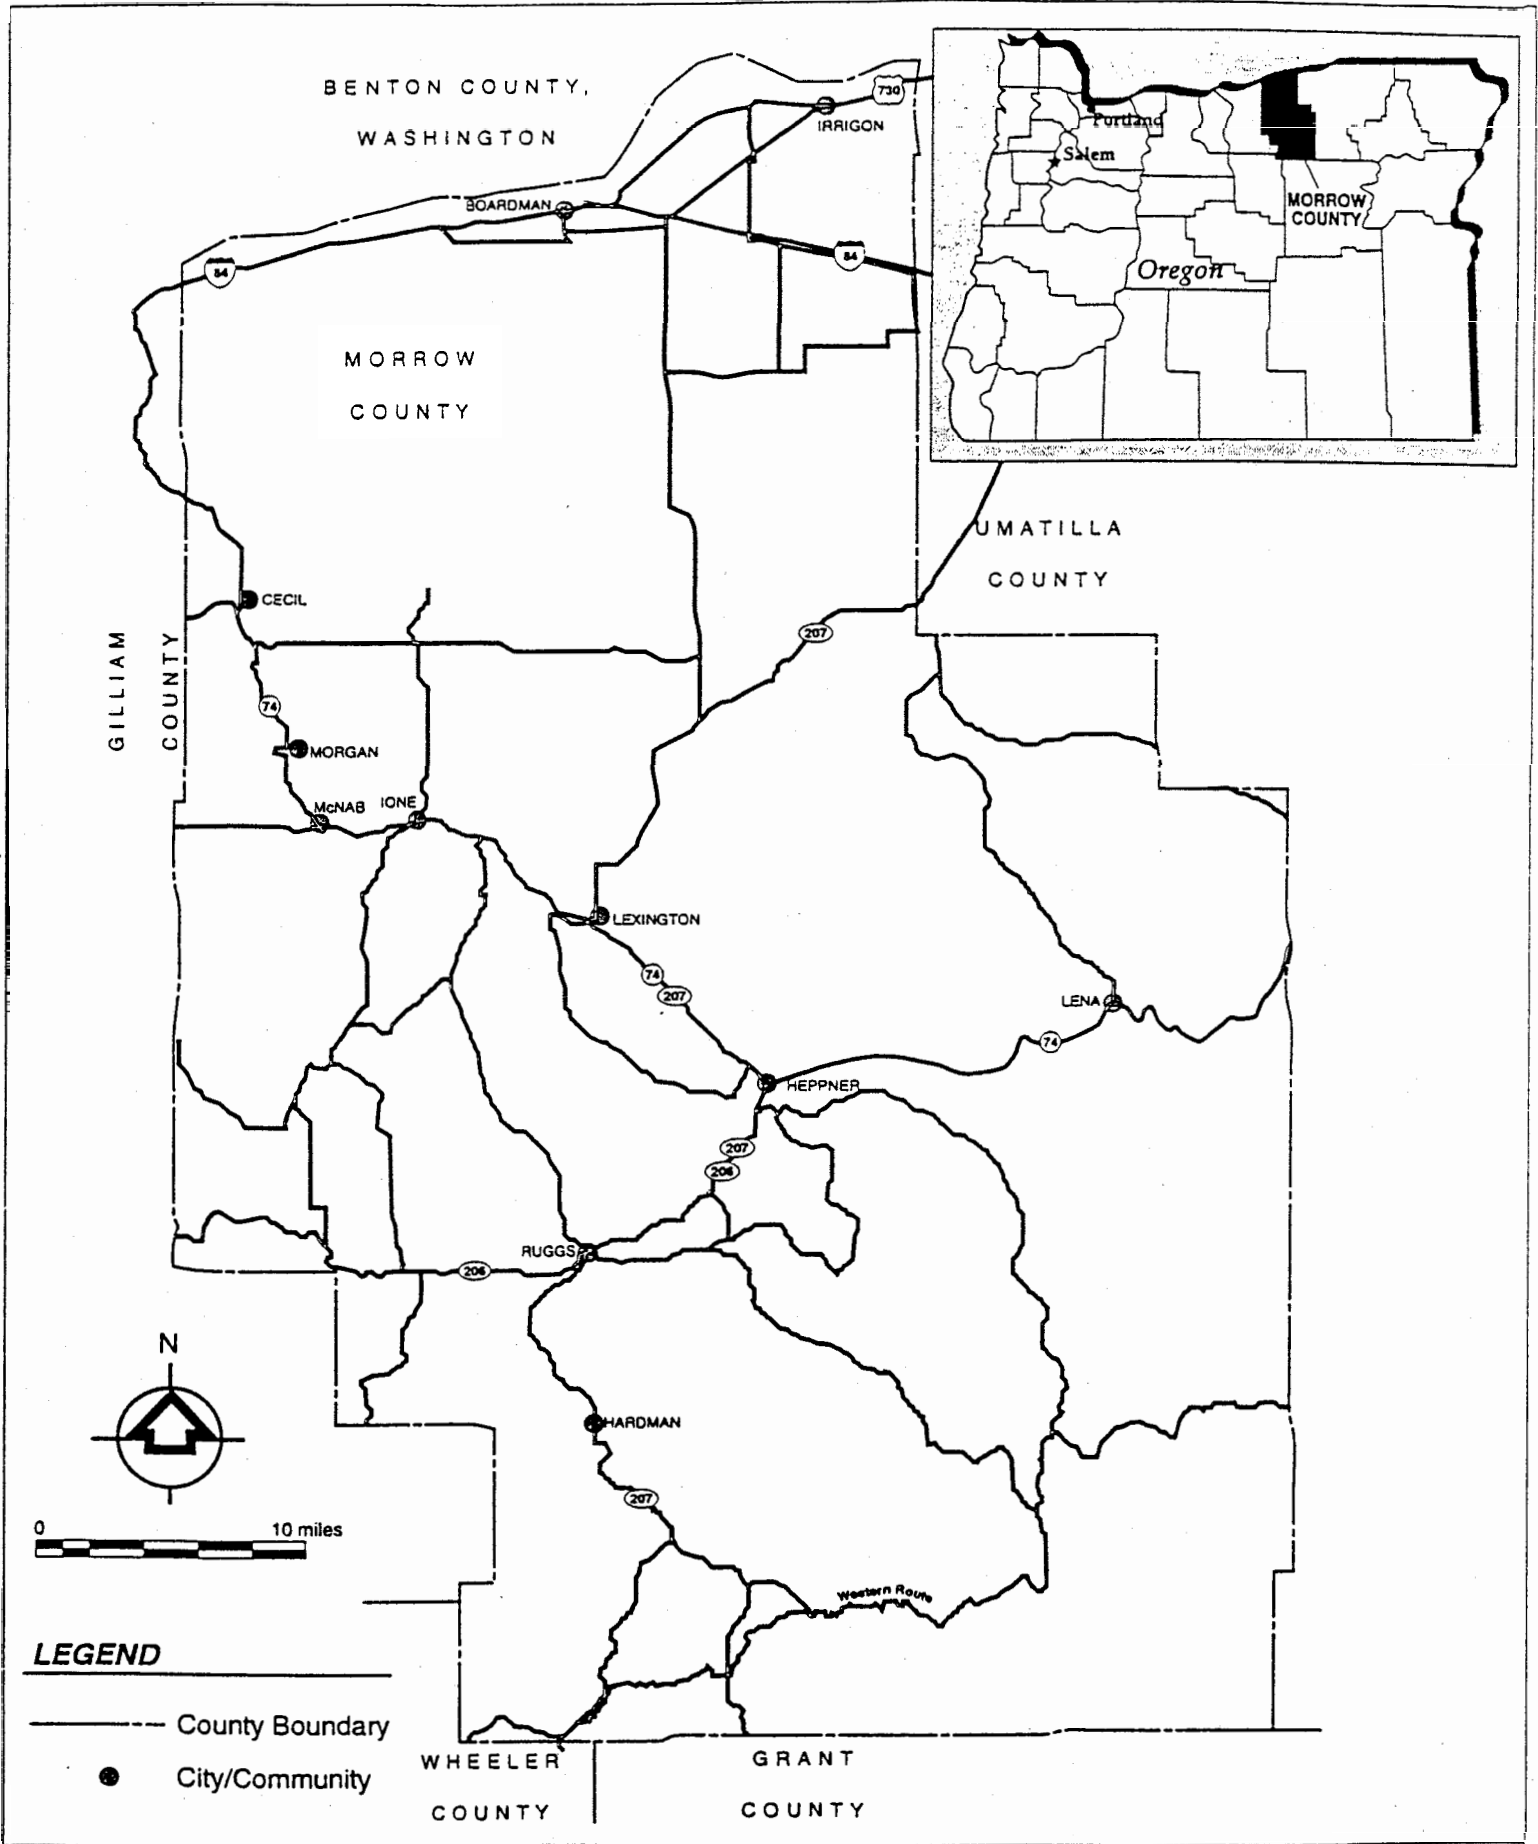 BENTON COUNTY,
WASHINGTON
730
IRRIGON
BOARDMAN
84
84
Portland
Salem
MORROW
COUNTY
Oregon
MORROW
COUNTY
UMATILLA
COUNTY
CECIL
207
GILLIAM
COUNTY
74
MORGAN
McNAB
IONE
LEXINGTON
74
207
LENA
74
HEPPNER
207
206
RUGGS
206
N
HARDMAN
207
0
10 miles
Western Route
LEGEND
County Boundary
City/Community
WHEELER
COUNTY
GRANT
COUNTY